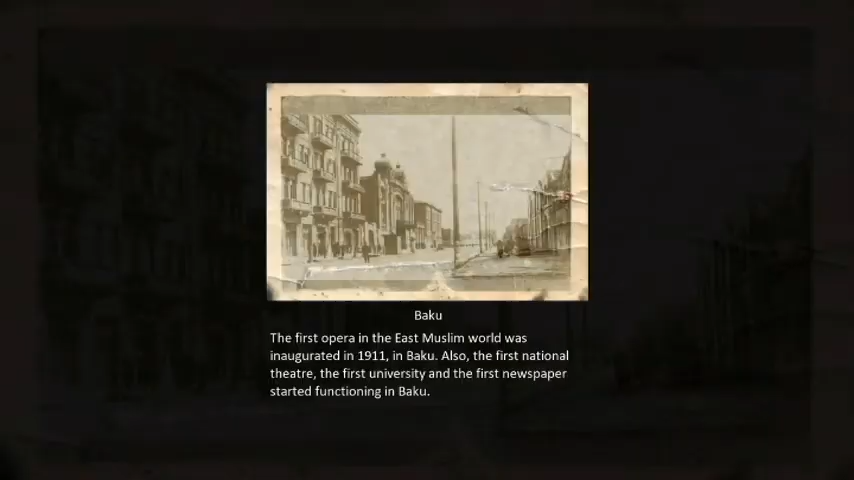 Baku
The first opera in the East Muslim world was
inaugurated in 1911, in Baku. Also, the first national
theatre, the first university and the first newspaper
started functioning in Baku.